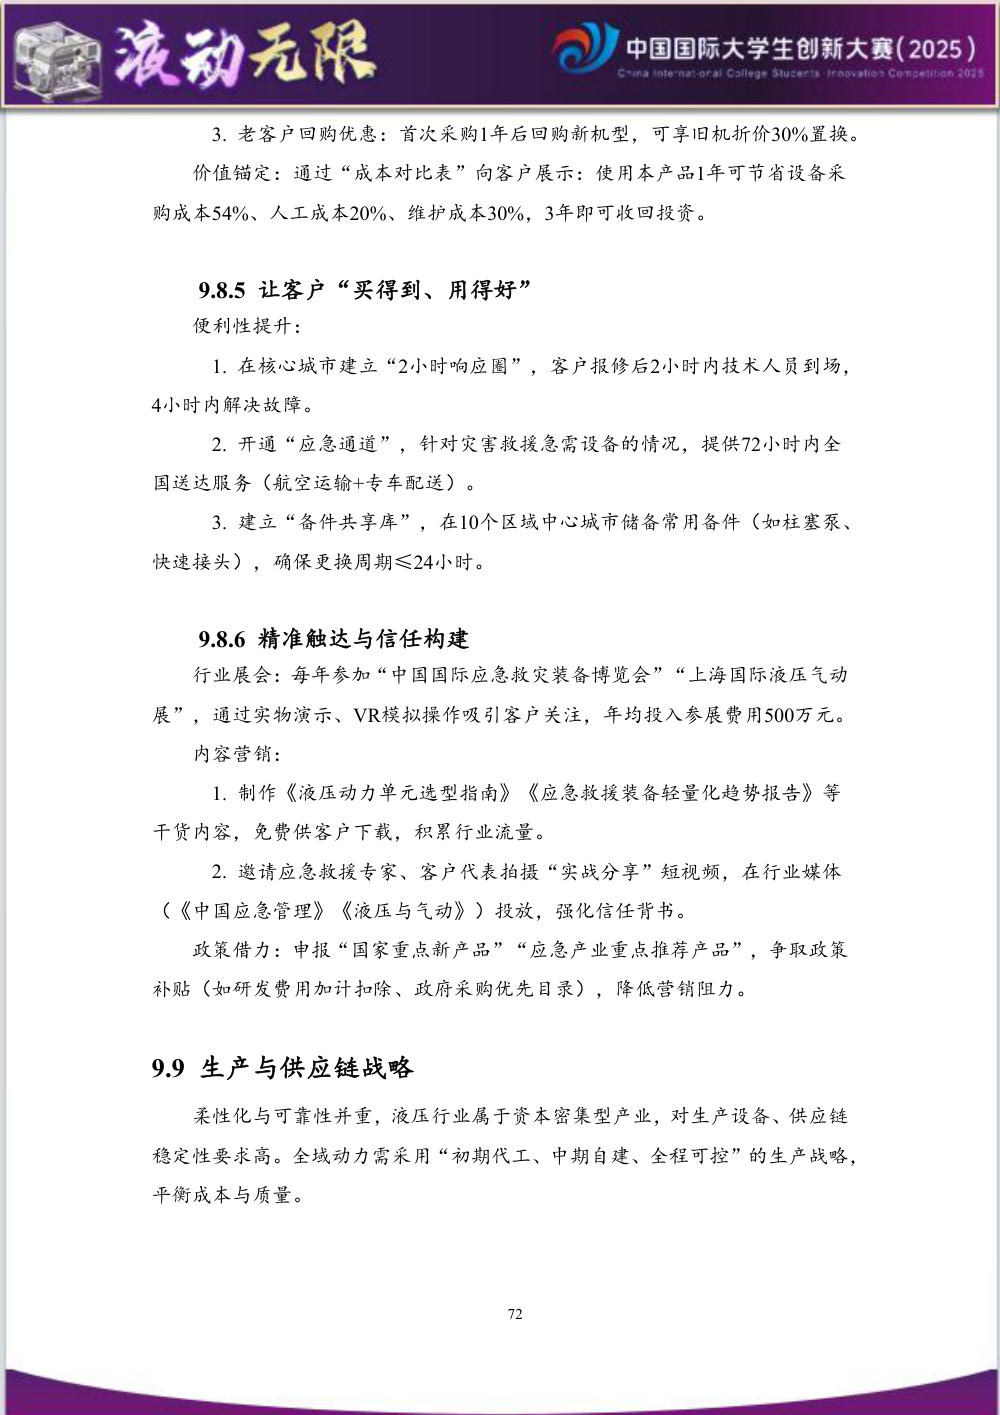 液动无限
中国国际大学生创新大赛(2025)
China International College Students' Innovation Competition 2025
3. 老客户回购优惠：首次采购1年后回购新机型，可享旧机折价30%置换。
价值锚定：通过“成本对比表”向客户展示：使用本产品1年可节省设备采
购成本54%、人工成本20%、维护成本30%，3年即可收回投资。
9.8.5 让客户“买得到、用得好”
便利性提升：
1. 在核心城市建立“2小时响应圈”，客户报修后2小时内技术人员到场，
4小时内解决故障。
2. 开通“应急通道”，针对灾害救援急需设备的情况，提供72小时内全
国送达服务（航空运输+专车配送）。
3. 建立“备件共享库”，在10个区域中心城市储备常用备件（如柱塞泵、
快速接头），确保更换周期≤24小时。
9.8.6 精准触达与信任构建
行业展会：每年参加“中国国际应急救灾装备博览会”“上海国际液压气动
展”，通过实物演示、VR模拟操作吸引客户关注，年均投入参展费用500万元。
内容营销：
1. 制作《液压动力单元选型指南》《应急救援装备轻量化趋势报告》等
干货内容，免费供客户下载，积累行业流量。
2. 邀请应急救援专家、客户代表拍摄“实战分享”短视频，在行业媒体
（《中国应急管理》《液压与气动》）投放，强化信任背书。
政策借力：申报“国家重点新产品”“应急产业重点推荐产品”，争取政策
补贴（如研发费用加计扣除、政府采购优先目录），降低营销阻力。
9.9 生产与供应链战略
柔性化与可靠性并重，液压行业属于资本密集型产业，对生产设备、供应链
稳定性要求高。全域动力需采用“初期代工、中期自建、全程可控”的生产战略，
平衡成本与质量。
72